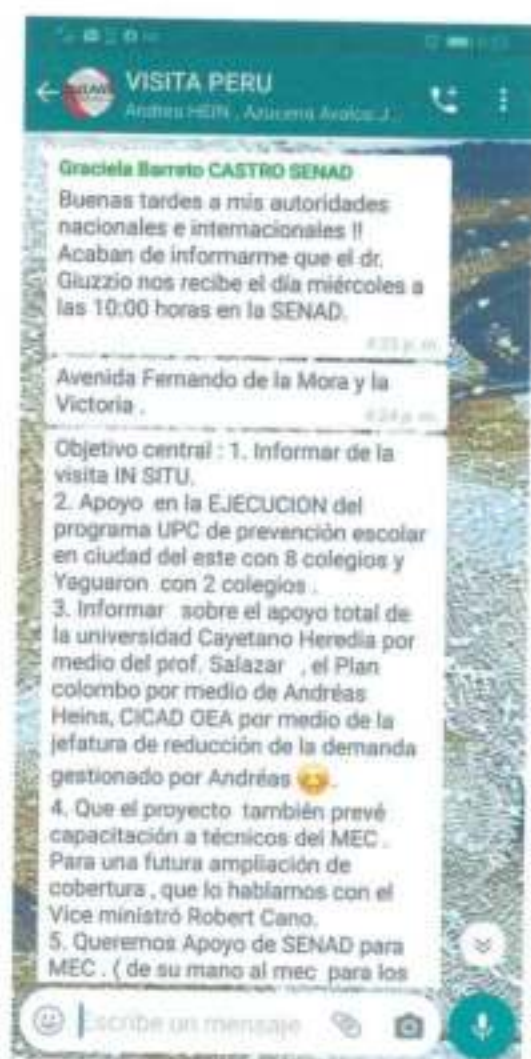 VISITA PERU
Andrea HEIN , Azucena Avalos J...
Graciela Barreto CASTRO SENAD
Buenas tardes a mis autoridades
nacionales e internacionales !!
Acaban de informarme que el dr.
Giuzzio nos recibe el día miércoles a
las 10:00 horas en la SENAD.
Avenida Fernando de la Mora y la
Victoria .
4:24 p. m.
Objetivo central : 1. Informar de la
visita IN SITU.
2. Apoyo en la EJECUCION del
programa UPC de prevención escolar
en ciudad del este con 8 colegios y
Yaguaron con 2 colegios .
3. Informar sobre el apoyo total de
la universidad Cayetano Heredia por
medio del prof. Salazar , el Plan
colombo por medio de Andréas
Heins, CICAD OEA por medio de la
jefatura de reducción de la demanda
gestionado por Andréas 😊.
4. Que el proyecto también prevé
capacitación a técnicos del MEC .
Para una futura ampliación de
cobertura , que lo hablamos con el
Vice ministró Robert Cano.
5. Queremos Apoyo de SENAD para
MEC . ( de su mano al mec para los
Escribe un mensaje